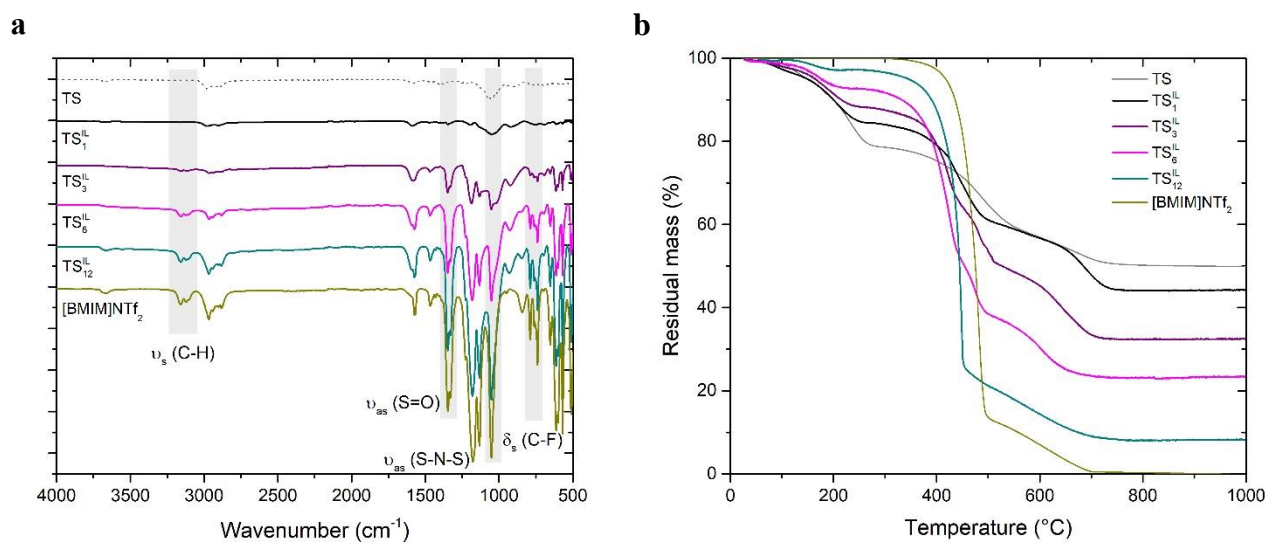 a
TS
TS₁ᴵᴸ
TS₃ᴵᴸ
TS₆ᴵᴸ
TS₁₂ᴵᴸ
[BMIM]NTf₂
υₛ (C-H)
υₐₛ (S=O)
υₐₛ (S-N-S)
δₛ (C-F)
4000 3500 3000 2500 2000 1500 1000 500
Wavenumber (cm⁻¹)
b
100
80
60
40
20
0
Residual mass (%)
TS
TS₁ᴵᴸ
TS₃ᴵᴸ
TS₆ᴵᴸ
TS₁₂ᴵᴸ
[BMIM]NTf₂
0 200 400 600 800 1000
Temperature (°C)